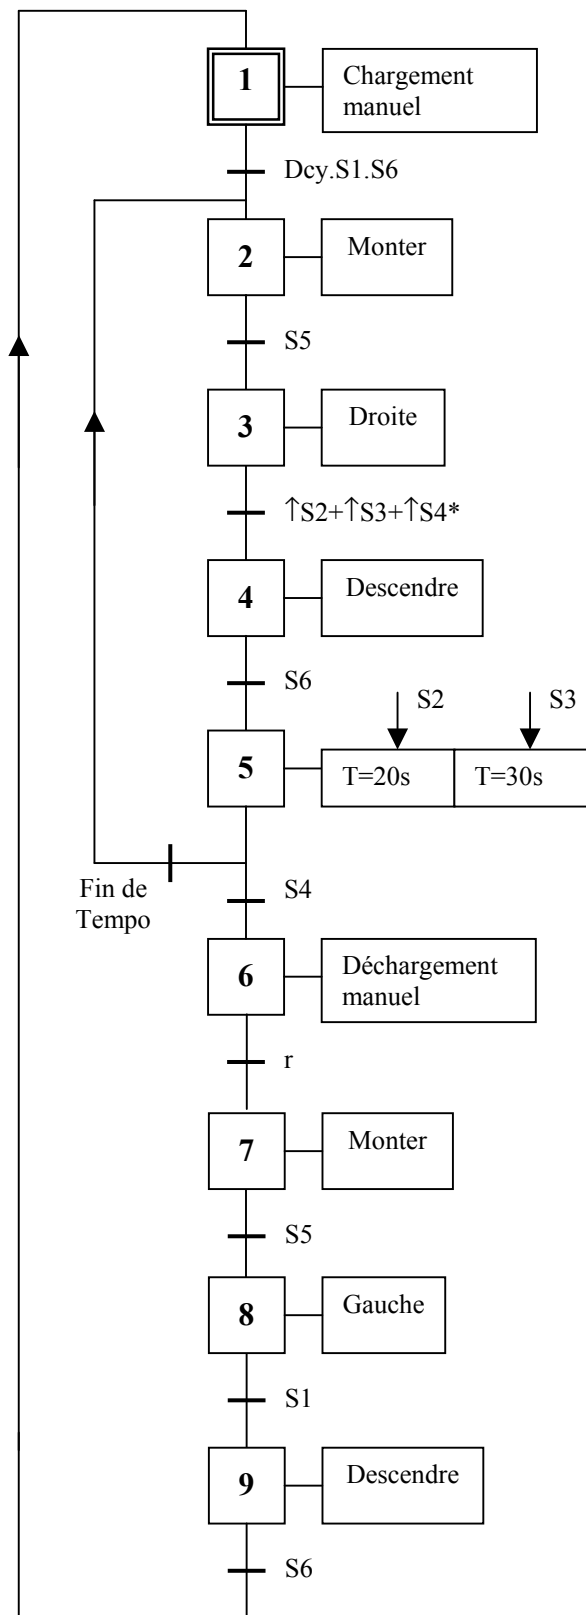 1
Chargement
manuel
Dcy.S1.S6
2
Monter
S5
3
Droite
↑S2+↑S3+↑S4*
4
Descendre
S6
S2
S3
5
T=20s
T=30s
Fin de
Tempo
S4
6
Déchargement
manuel
r
7
Monter
S5
8
Gauche
S1
9
Descendre
S6